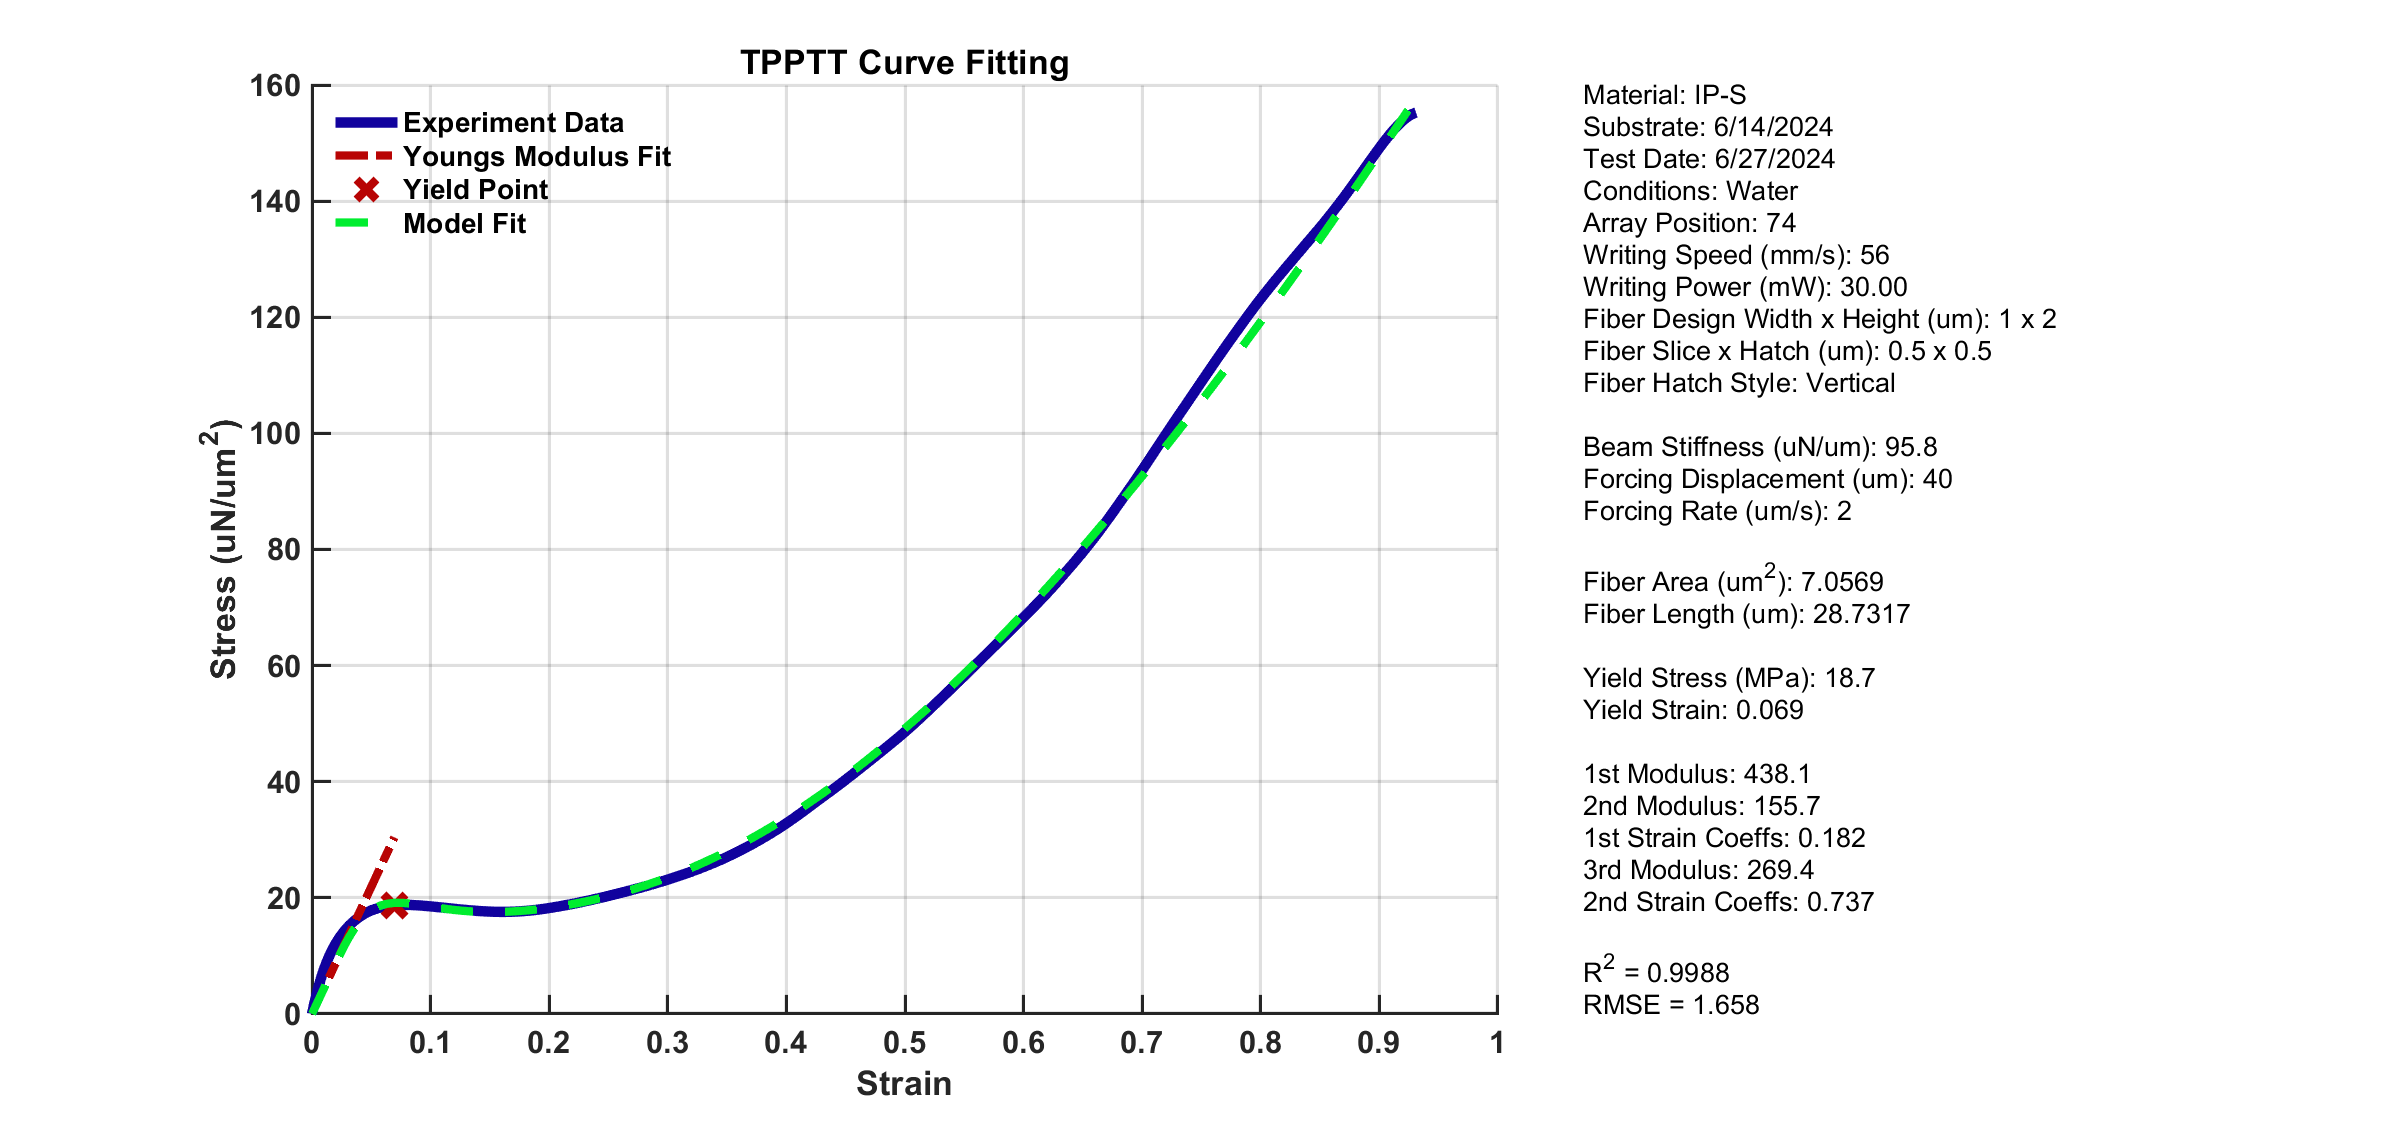 TPPTT Curve Fitting
160
140
120
100
80
60
40
20
0
Stress (uN/um²)
0 0.1 0.2 0.3 0.4 0.5 0.6 0.7 0.8 0.9 1
Strain
Experiment Data
Youngs Modulus Fit
Yield Point
Model Fit
Material: IP-S
Substrate: 6/14/2024
Test Date: 6/27/2024
Conditions: Water
Array Position: 74
Writing Speed (mm/s): 56
Writing Power (mW): 30.00
Fiber Design Width x Height (um): 1 x 2
Fiber Slice x Hatch (um): 0.5 x 0.5
Fiber Hatch Style: Vertical
Beam Stiffness (uN/um): 95.8
Forcing Displacement (um): 40
Forcing Rate (um/s): 2
Fiber Area (um²): 7.0569
Fiber Length (um): 28.7317
Yield Stress (MPa): 18.7
Yield Strain: 0.069
1st Modulus: 438.1
2nd Modulus: 155.7
1st Strain Coeffs: 0.182
3rd Modulus: 269.4
2nd Strain Coeffs: 0.737
R² = 0.9988
RMSE = 1.658